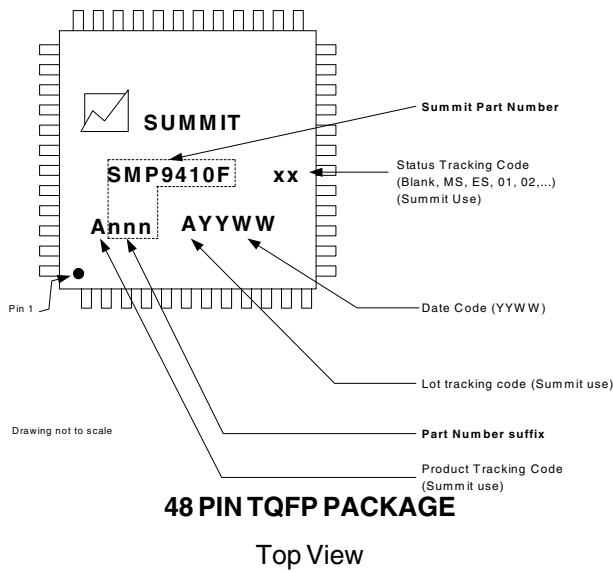 SUMMIT
Summit Part Number
SMP9410F
xx
Status Tracking Code
(Blank, MS, ES, 01, 02,...)
(Summit Use)
Annn
AYYWW
Pin 1
Date Code (YYWW)
Lot tracking code (Summit use)
Drawing not to scale
Part Number suffix
Product Tracking Code
(Summit use)
48 PIN TQFP PACKAGE
Top View